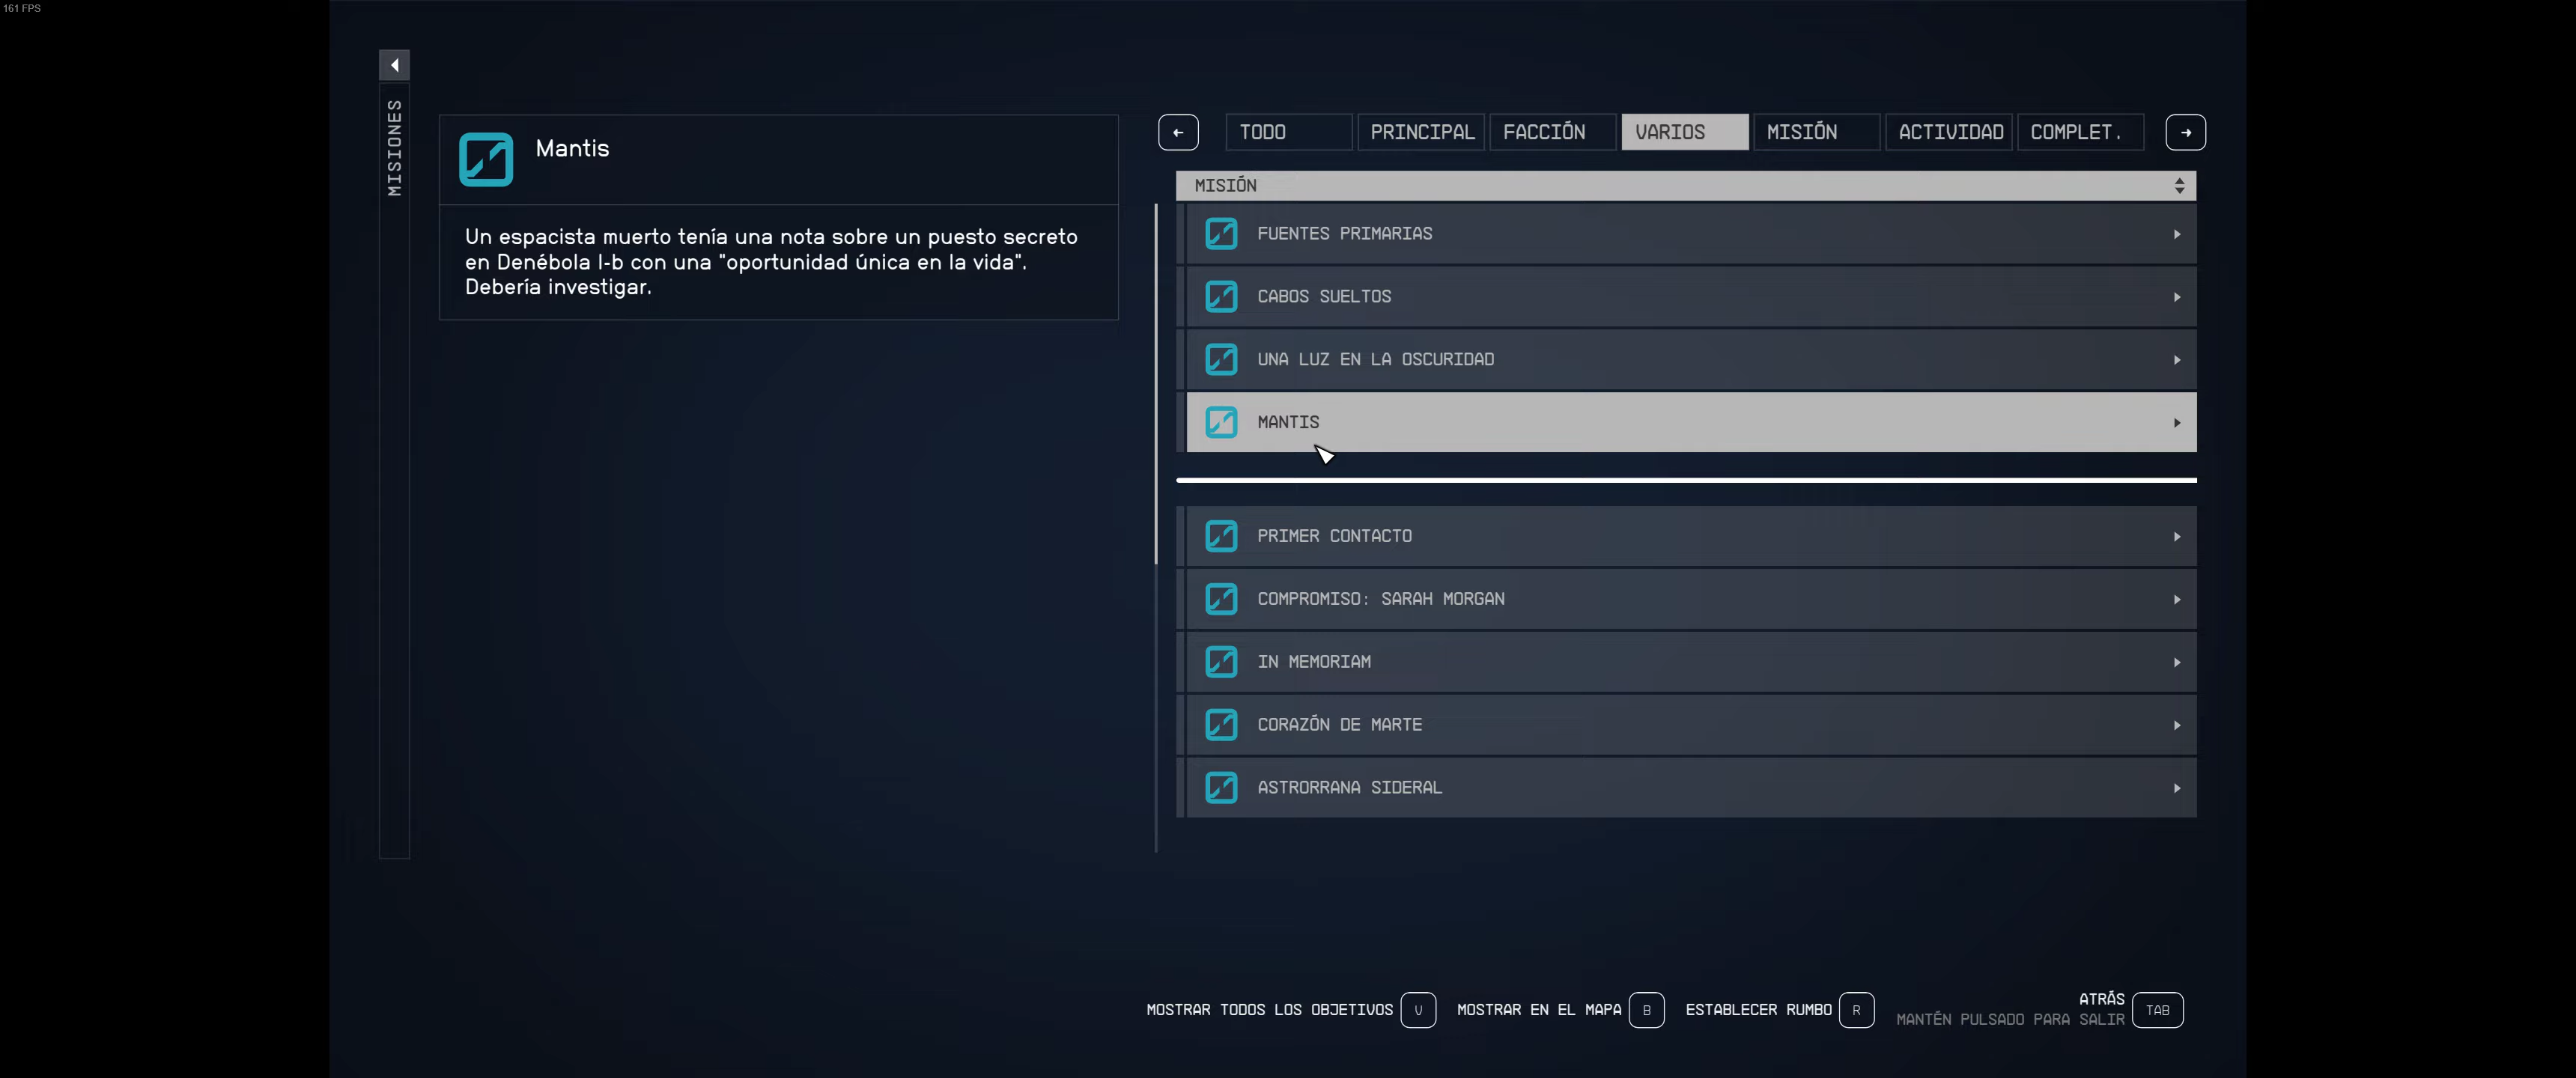 161 FPS
MISIONES
Mantis
Un espacista muerto tenía una nota sobre un puesto secreto
en Denébola I-b con una "oportunidad única en la vida".
Debería investigar.
TODO
PRINCIPAL
FACCIÓN
VARIOS
MISIÓN
ACTIVIDAD
COMPLET.
MISIÓN
FUENTES PRIMARIAS
CABOS SUELTOS
UNA LUZ EN LA OSCURIDAD
MANTIS
PRIMER CONTACTO
COMPROMISO: SARAH MORGAN
IN MEMORIAM
CORAZÓN DE MARTE
ASTRORRANA SIDERAL
MOSTRAR TODOS LOS OBJETIVOS V
MOSTRAR EN EL MAPA B
ESTABLECER RUMBO R
ATRÁS TAB
MANTÉN PULSADO PARA SALIR